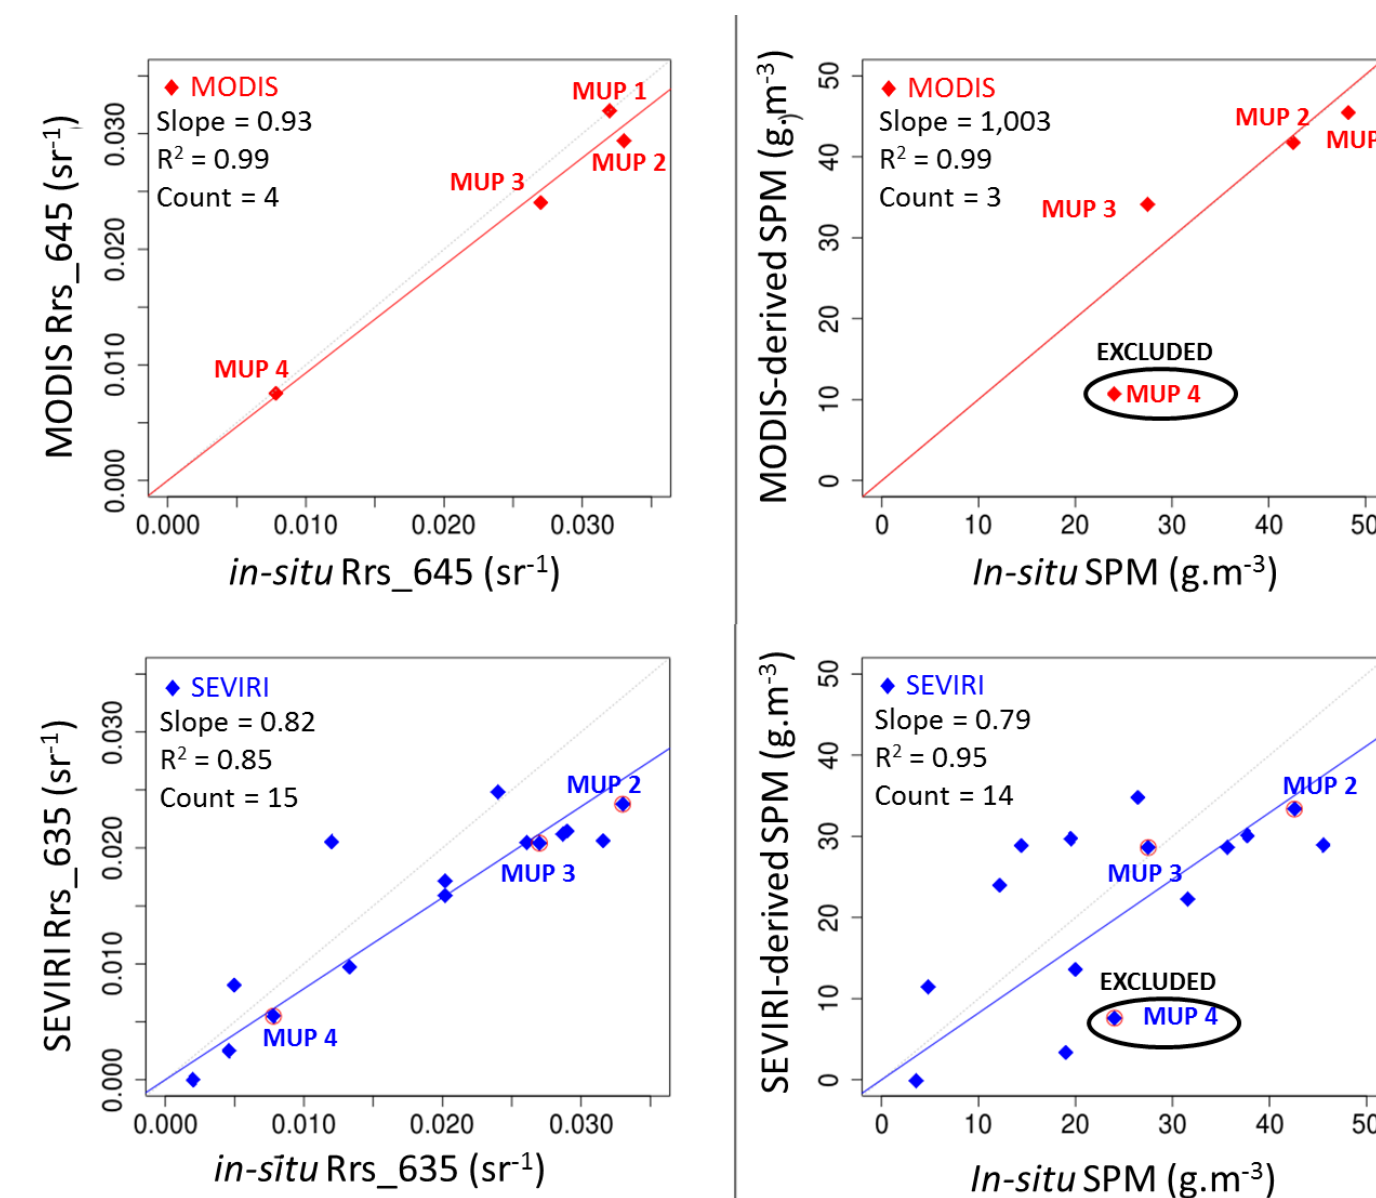 MODIS
Slope = 0.93
R² = 0.99
Count = 4
MUP 1
MUP 2
MUP 3
MUP 4
0.000
0.010
0.020
0.030
MODIS Rrs_645 (sr⁻¹)
0.000 0.010 0.020 0.030
in-situ Rrs_645 (sr⁻¹)
MODIS
Slope = 1,003
R² = 0.99
Count = 3
MUP 2
MUP
MUP 3
EXCLUDED
MUP 4
0
10
20
30
40
50
MODIS-derived SPM (g.m⁻³)
0 10 20 30 40 50
In-situ SPM (g.m⁻³)
SEVIRI
Slope = 0.82
R² = 0.85
Count = 15
MUP 2
MUP 3
MUP 4
0.000
0.010
0.020
0.030
SEVIRI Rrs_635 (sr⁻¹)
0.000 0.010 0.020 0.030
in-situ Rrs_635 (sr⁻¹)
SEVIRI
Slope = 0.79
R² = 0.95
Count = 14
MUP 2
MUP 3
EXCLUDED
MUP 4
0
10
20
30
40
50
SEVIRI-derived SPM (g.m⁻³)
0 10 20 30 40 50
In-situ SPM (g.m⁻³)